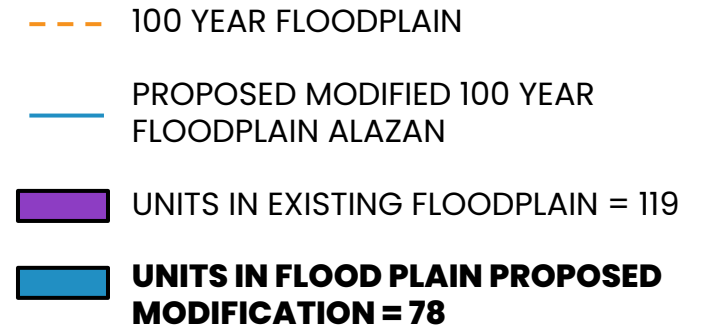 100 YEAR FLOODPLAIN
PROPOSED MODIFIED 100 YEAR
FLOODPLAIN ALAZAN
UNITS IN EXISTING FLOODPLAIN = 119
UNITS IN FLOOD PLAIN PROPOSED
MODIFICATION = 78